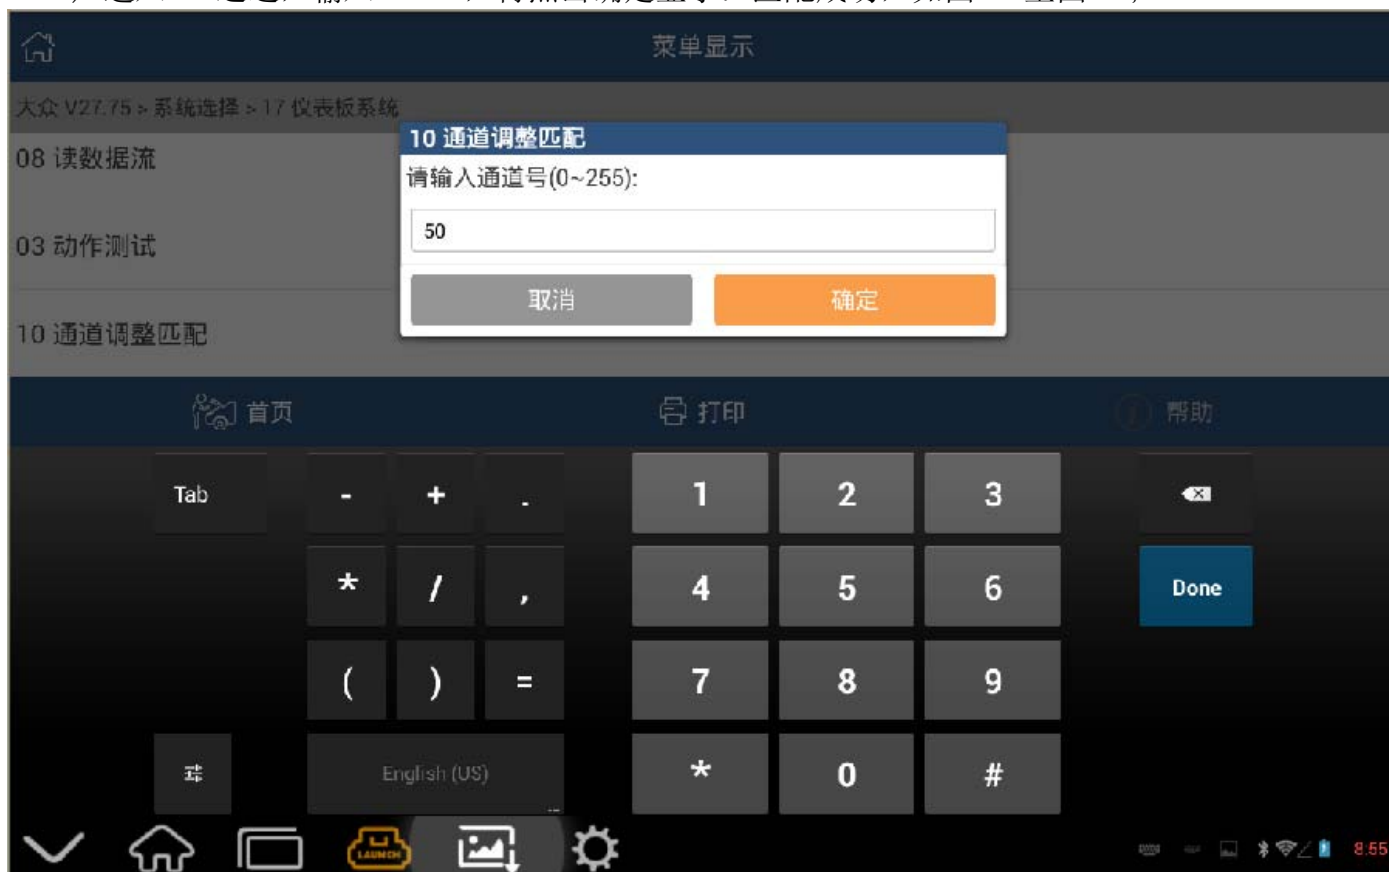 菜单显示
大众 V27.75 > 系统选择 > 17 仪表板系统
08 读数据流
03 动作测试
10 通道调整匹配
10 通道调整匹配
请输入通道号(0~255):
50
取消 确定
首页 打印 帮助
Tab - + . 1 2 3
* / , 4 5 6 Done
( ) = 7 8 9
English (US) * 0 #
LAUNCH 8:55